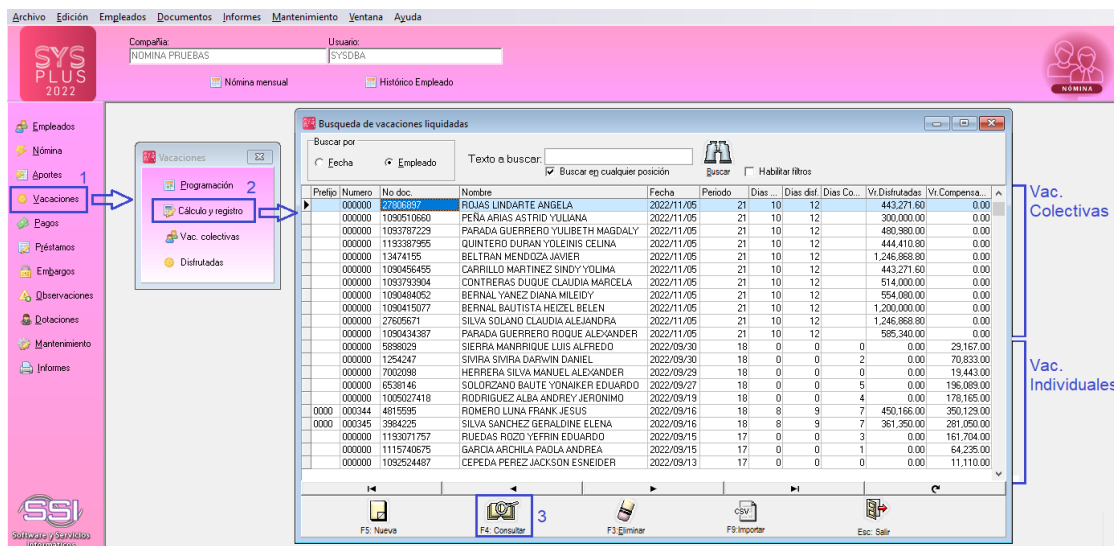 Archivo Edición Empleados Documentos Informes Mantenimiento Ventana Ayuda
SYS
PLUS
2022
Compañia: Usuario:
NOMINA PRUEBAS SYSDBA
Nómina mensual Histórico Empleado
NÓMINA
Empleados
Nómina
Aportes
Vacaciones
Pagos
Préstamos
Embargos
Observaciones
Dotaciones
Mantenimiento
Informes
1
Vacaciones
Programación
2
Cálculo y registro
Vac. colectivas
Disfrutadas
Busqueda de vacaciones liquidadas
Buscar por
Fecha Empleado
Texto a buscar:
Buscar en cualquier posición
Buscar
Habilitar filtros
Prefijo Numero No doc. Nombre Fecha Periodo Dias ... Dias disf. Dias Co... Vr.Disfrutadas Vr.Compensa...
000000 27806897 ROJAS LINDARTE ANGELA 2022/11/05 21 10 12 443,271.60 0.00
000000 1090510660 PEÑA ARIAS ASTRID YULIANA 2022/11/05 21 10 12 300,000.00 0.00
000000 1093787229 PARADA GUERRERO YULIBETH MAGDALY 2022/11/05 21 10 12 480,980.00 0.00
000000 1193387955 QUINTERO DURAN YOLEINIS CELINA 2022/11/05 21 10 12 444,410.80 0.00
000000 13474155 BELTRAN MENDOZA JAVIER 2022/11/05 21 10 12 1,246,868.80 0.00
000000 1090456455 CARRILLO MARTINEZ SINDY YOLIMA 2022/11/05 21 10 12 443,271.60 0.00
000000 1093793904 CONTRERAS DUQUE CLAUDIA MARCELA 2022/11/05 21 10 12 514,000.00 0.00
000000 1090484052 BERNAL YANEZ DIANA MILEIDY 2022/11/05 21 10 12 554,080.00 0.00
000000 1090415077 BERNAL BAUTISTA HEIZEL BELEN 2022/11/05 21 10 12 1,200,000.00 0.00
000000 27605671 SILVA SOLANO CLAUDIA ALEJANDRA 2022/11/05 21 10 12 1,246,868.80 0.00
000000 1090434387 PARADA GUERRERO ROQUE ALEXANDER 2022/11/05 21 10 12 585,340.00 0.00
000000 5898029 SIERRA MANRRIQUE LUIS ALFREDO 2022/09/30 18 0 0 0 0.00 29,167.00
000000 1254247 SIVIRA SIVIRA DARWIN DANIEL 2022/09/30 18 0 0 2 0.00 70,833.00
000000 7002098 HERRERA SILVA MANUEL ALEXANDER 2022/09/29 18 0 0 0 0.00 19,443.00
000000 6538146 SOLORZANO BAUTE YONAIKER EDUARDO 2022/09/27 18 0 0 5 0.00 196,089.00
000000 1005027418 RODRIGUEZ ALBA ANDREY JERONIMO 2022/09/19 18 0 0 4 0.00 178,165.00
0000 000344 4815595 ROMERO LUNA FRANK JESUS 2022/09/16 18 8 9 7 450,166.00 350,129.00
0000 000345 3984225 SILVA SANCHEZ GERALDINE ELENA 2022/09/16 18 8 9 7 361,350.00 281,050.00
000000 1193071757 RUEDAS ROZO YEFRIN EDUARDO 2022/09/15 17 0 0 3 0.00 161,704.00
000000 1115740675 GARCIA ARCHILA PAOLA ANDREA 2022/09/15 17 0 0 1 0.00 64,235.00
000000 1092524487 CEPEDA PEREZ JACKSON ESNEIDER 2022/09/13 17 0 0 0 0.00 11,110.00
Vac.
Colectivas
Vac.
Individuales
F5: Nueva F4: Consultar 3 F3:Eliminar CSV F9:Importar Esc: Salir
SSI
Software y Servicios
Informáticos